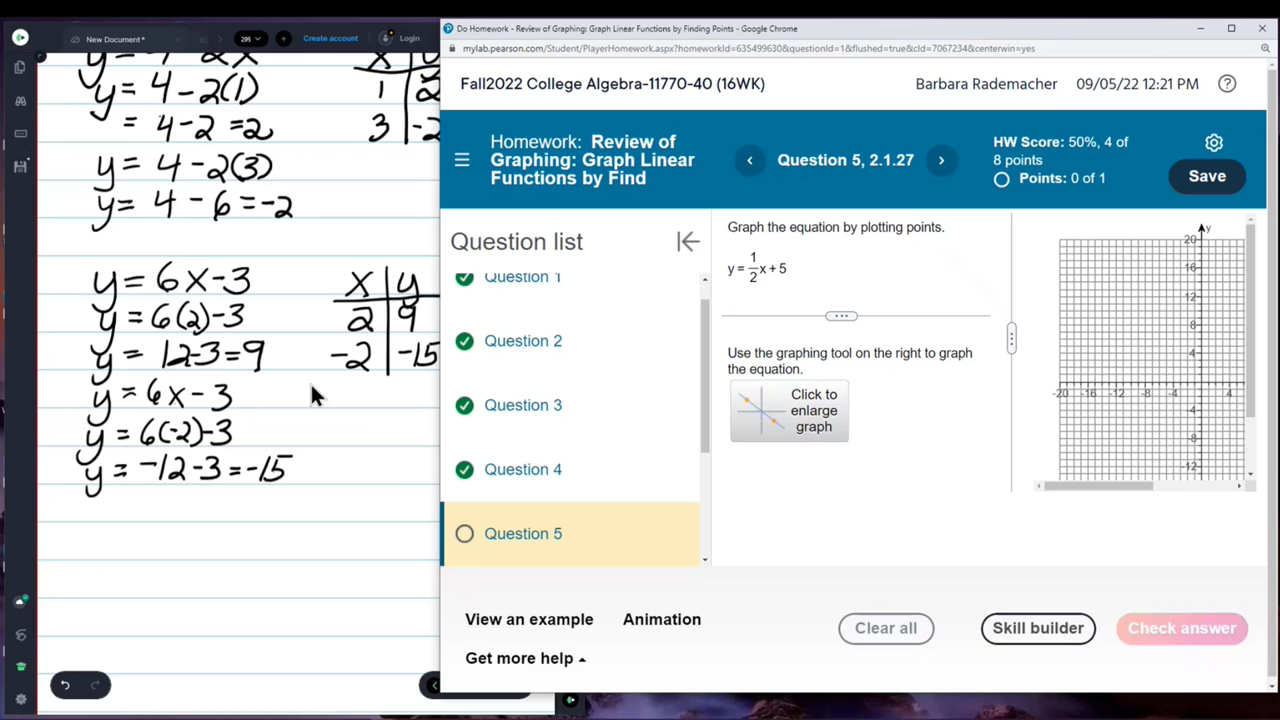 New Document *
295
Create account
Login
x
y = 4 - 2(1)
= 4 - 2 = 2
y = 4 - 2(3)
y = 4 - 6 = -2
1 | 2
3 | -2
y = 6x - 3
y = 6(2) - 3
y = 12 - 3 = 9
y = 6x - 3
y = 6(-2) - 3
y = -12 - 3 = -15
x | y
2 | 9
-2 | -15
Do Homework - Review of Graphing: Graph Linear Functions by Finding Points - Google Chrome
mylab.pearson.com/Student/PlayerHomework.aspx?homeworkId=635499630&questionId=1&flushed=true&cId=7067234&centerwin=yes
Fall2022 College Algebra-11770-40 (16WK)
Barbara Rademacher
09/05/22 12:21 PM
Homework: Review of
Graphing: Graph Linear
Functions by Find
Question 5, 2.1.27
HW Score: 50%, 4 of
8 points
Points: 0 of 1
Save
Question list
Question 1
Question 2
Question 3
Question 4
Question 5
Graph the equation by plotting points.
y = 1/2 x + 5
Use the graphing tool on the right to graph
the equation.
Click to
enlarge
graph
y
20
16
12
8
4
-20 -16 -12 -8 -4 4
-4
-8
-12
View an example
Animation
Get more help
Clear all
Skill builder
Check answer